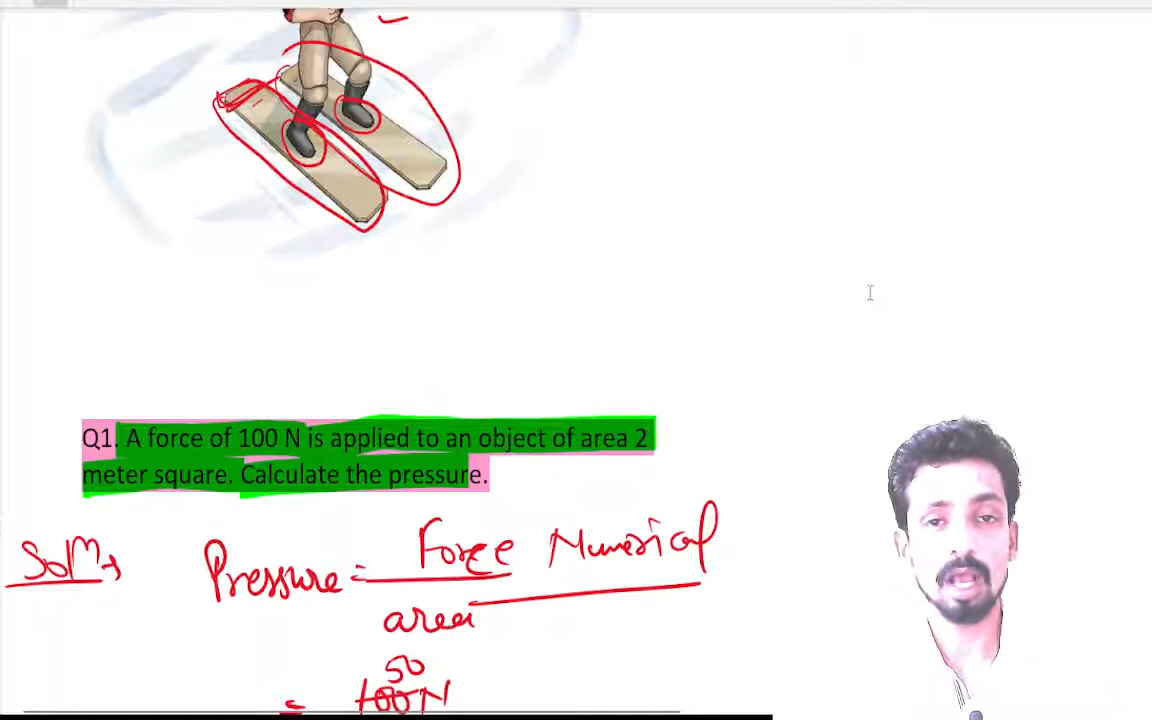 Q1. A force of 100 N is applied to an object of area 2
meter square. Calculate the pressure.
Soln
Pressure = Force Numerical
area
50
= 100 N